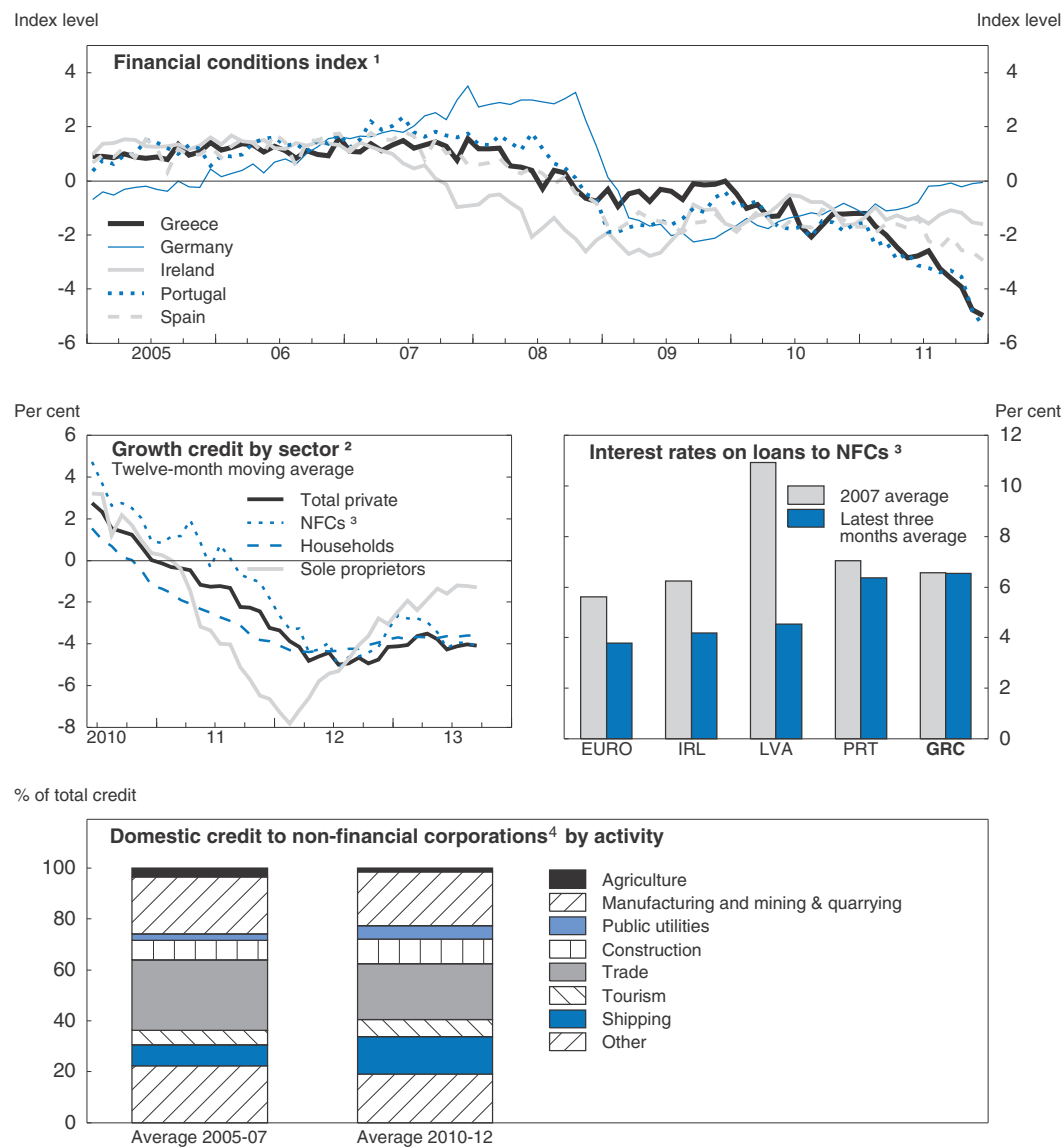 Index level
Index level
Financial conditions index ¹
4
4
2
2
0
0
-2
-2
-4
-4
-6
-6
Greece
Germany
Ireland
Portugal
Spain
2005
06
07
08
09
10
11
Per cent
Growth credit by sector ²
Twelve-month moving average
6
4
2
0
-2
-4
-6
-8
Total private
NFCs ³
Households
Sole proprietors
2010
11
12
13
Per cent
Interest rates on loans to NFCs ³
12
10
8
6
4
2
0
2007 average
Latest three
months average
EURO
IRL
LVA
PRT
GRC
% of total credit
Domestic credit to non-financial corporations⁴ by activity
100
80
60
40
20
0
Agriculture
Manufacturing and mining & quarrying
Public utilities
Construction
Trade
Tourism
Shipping
Other
Average 2005-07
Average 2010-12